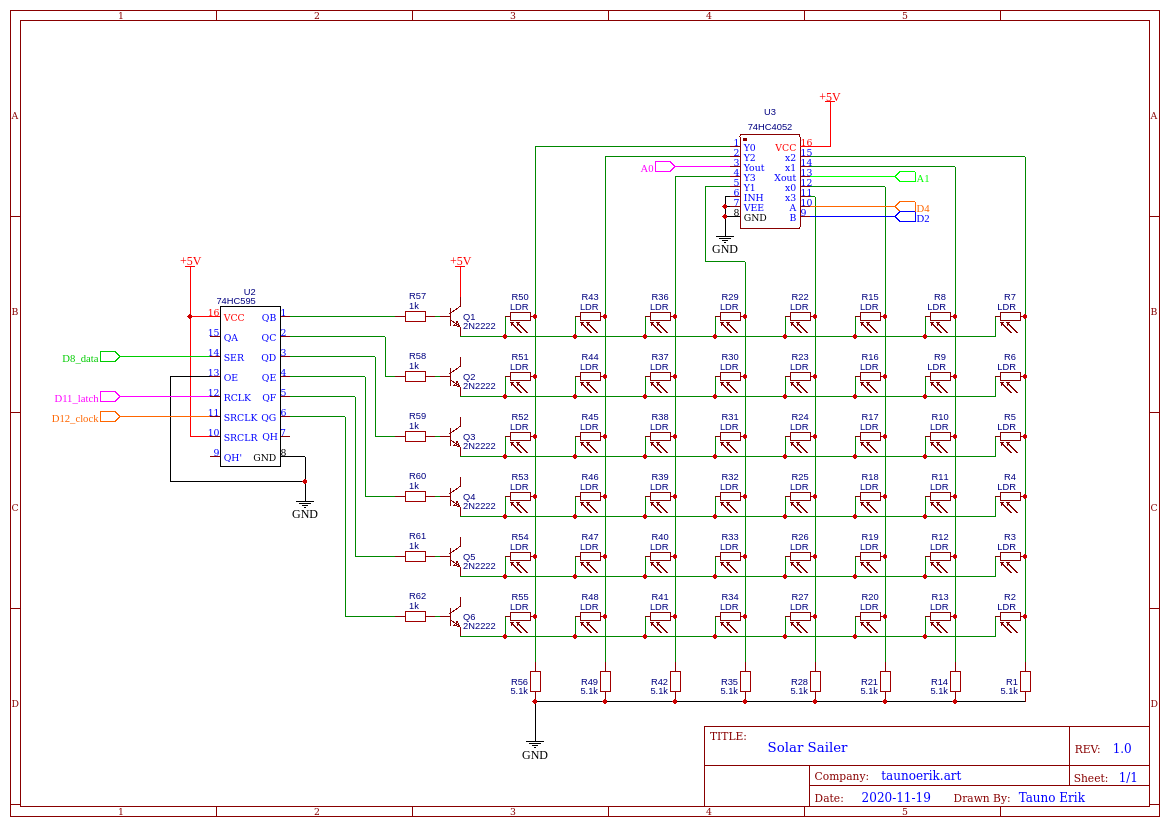 1 2 3 4 5
A A
B B
C C
D D
+5V
U3
74HC4052
1 Y0 VCC 16
2 Y2 x2 15
A0 3 Yout x1 14
4 Y3 Xout 13 A1
5 Y1 x0 12
6 INH x3 11
7 VEE A 10 D4
8 GND B 9 D2
GND
+5V +5V
U2
74HC595
16 VCC QB 1
15 QA QC 2
D8_data 14 SER QD 3
13 OE QE 4
D11_latch 12 RCLK QF 5
D12_clock 11 SRCLK QG 6
10 SRCLR QH 7
9 QH' GND 8
GND
R57 R50 R43 R36 R29 R22 R15 R8 R7
1k LDR LDR LDR LDR LDR LDR LDR LDR
Q1
2N2222
R58 R51 R44 R37 R30 R23 R16 R9 R6
1k LDR LDR LDR LDR LDR LDR LDR LDR
Q2
2N2222
R59 R52 R45 R38 R31 R24 R17 R10 R5
1k LDR LDR LDR LDR LDR LDR LDR LDR
Q3
2N2222
R60 R53 R46 R39 R32 R25 R18 R11 R4
1k LDR LDR LDR LDR LDR LDR LDR LDR
Q4
2N2222
R61 R54 R47 R40 R33 R26 R19 R12 R3
1k LDR LDR LDR LDR LDR LDR LDR LDR
Q5
2N2222
R62 R55 R48 R41 R34 R27 R20 R13 R2
1k LDR LDR LDR LDR LDR LDR LDR LDR
Q6
2N2222
R56 R49 R42 R35 R28 R21 R14 R1
5.1k 5.1k 5.1k 5.1k 5.1k 5.1k 5.1k 5.1k
GND
TITLE: Solar Sailer
REV: 1.0
Company: taunoerik.art
Sheet: 1/1
Date: 2020-11-19 Drawn By: Tauno Erik
1 2 3 4 5